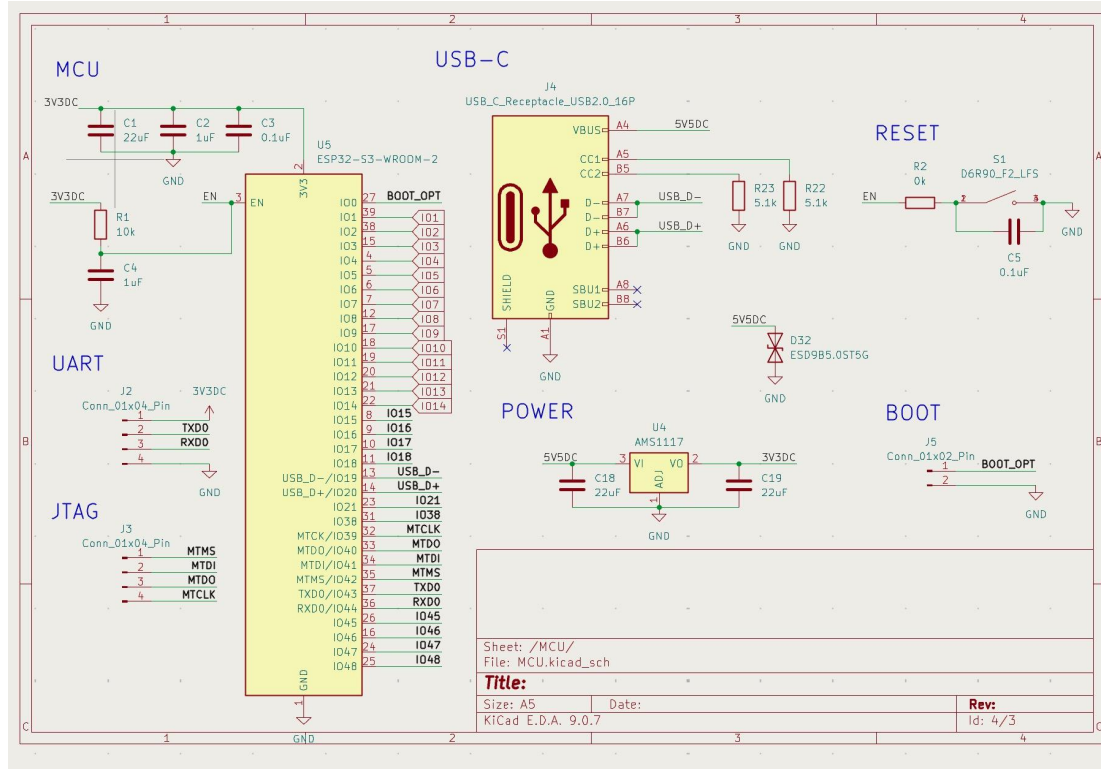 1 2 3 4
MCU
3V3DC
C1
22uF
C2
1uF
C3
0.1uF
GND
U5
ESP32-S3-WROOM-2
3V3DC
R1
10k
C4
1uF
GND
EN 3 EN
2
3V3
IO0 27 BOOT_OPT
IO1 39 IO1
IO2 38 IO2
IO3 15 IO3
IO4 4 IO4
IO5 5 IO5
IO6 6 IO6
IO7 7 IO7
IO8 12 IO8
IO9 17 IO9
IO10 18 IO10
IO11 19 IO11
IO12 20 IO12
IO13 21 IO13
IO14 22 IO14
IO15 8 IO15
IO16 9 IO16
IO17 10 IO17
IO18 11 IO18
USB_D-/IO19 13 USB_D-
USB_D+/IO20 14 USB_D+
IO21 23 IO21
IO38 31 IO38
MTCK/IO39 32 MTCLK
MTDO/IO40 33 MTDO
MTDI/IO41 34 MTDI
MTMS/IO42 35 MTMS
TXD0/IO43 37 TXD0
RXD0/IO44 36 RXD0
IO45 26 IO45
IO46 16 IO46
IO47 24 IO47
IO48 25 IO48
GND
1
GND
UART
J2
Conn_01x04_Pin
3V3DC
1
2 TXD0
3 RXD0
4
GND
JTAG
J3
Conn_01x04_Pin
1 MTMS
2 MTDI
3 MTDO
4 MTCLK
USB-C
J4
USB_C_Receptacle_USB2.0_16P
VBUS A4 5V5DC
CC1 A5
CC2 B5
D- A7 USB_D-
D- B7
D+ A6 USB_D+
D+ B6
SBU1 A8
SBU2 B8
SHIELD
GND
S1
A1
GND
R23
5.1k
GND
R22
5.1k
GND
RESET
EN
R2
0k
S1
D6R90_F2_LFS
GND
C5
0.1uF
5V5DC
D32
ESD9B5.0ST5G
GND
POWER
U4
AMS1117
5V5DC 3 VI VO 2 3V3DC
ADJ
1
C18
22uF
C19
22uF
GND
BOOT
J5
Conn_01x02_Pin
1 BOOT_OPT
2
GND
Sheet: /MCU/
File: MCU.kicad_sch
Title:
Size: A5 Date: Rev:
KiCad E.D.A. 9.0.7 Id: 4/3
A A
B B
C C
1 2 3 4